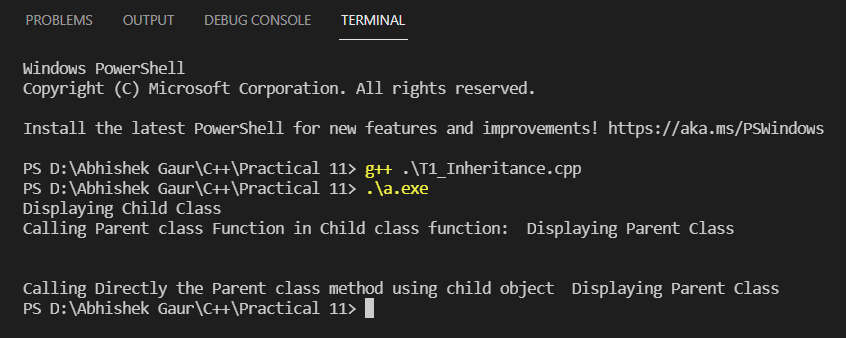 PROBLEMS OUTPUT DEBUG CONSOLE TERMINAL
Windows PowerShell
Copyright (C) Microsoft Corporation. All rights reserved.
Install the latest PowerShell for new features and improvements! https://aka.ms/PSWindows
PS D:\Abhishek Gaur\C++\Practical 11> g++ .\T1_Inheritance.cpp
PS D:\Abhishek Gaur\C++\Practical 11> .\a.exe
Displaying Child Class
Calling Parent class Function in Child class function:  Displaying Parent Class
Calling Directly the Parent class method using child object  Displaying Parent Class
PS D:\Abhishek Gaur\C++\Practical 11>